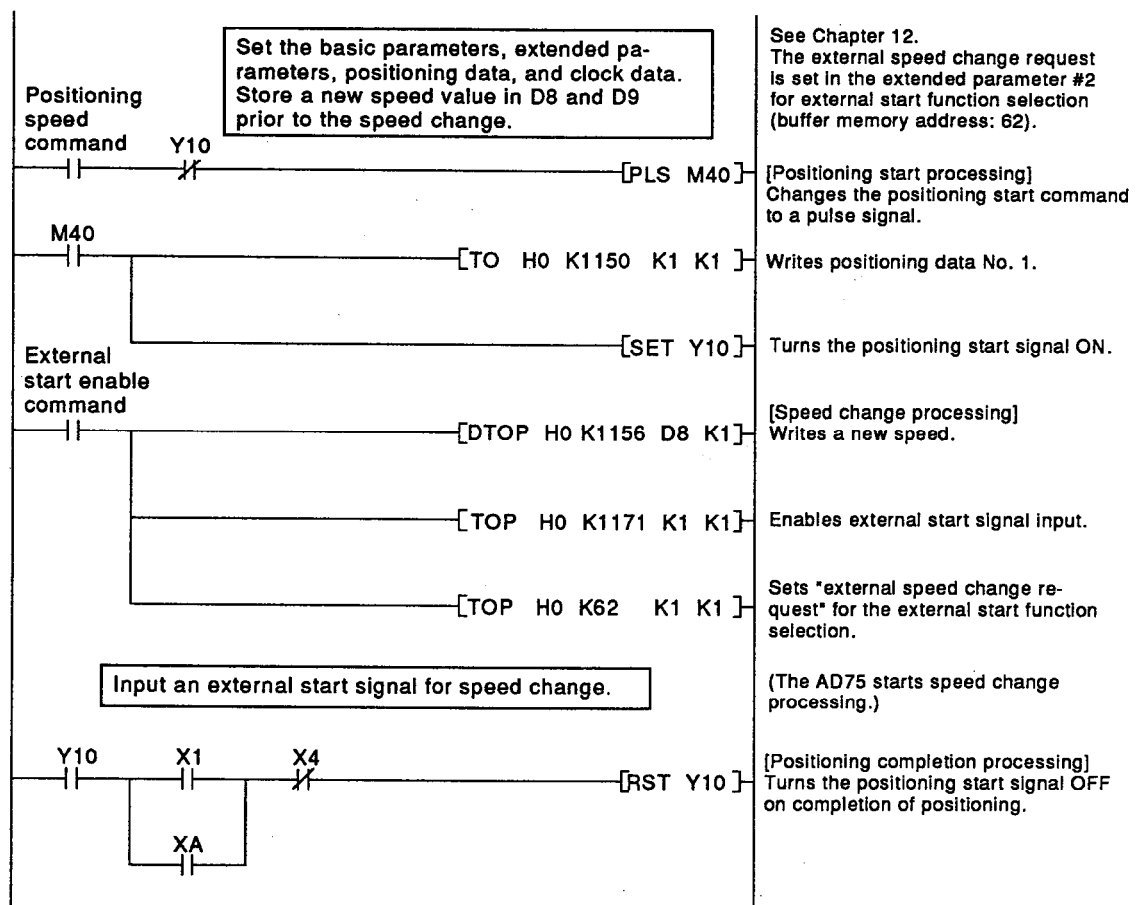 Set the basic parameters, extended pa-
rameters, positioning data, and clock data.
Store a new speed value in D8 and D9
prior to the speed change.
See Chapter 12.
The external speed change request
is set in the extended parameter #2
for external start function selection
(buffer memory address: 62).
Positioning
speed
command
Y10
[PLS M40]
[Positioning start processing]
Changes the positioning start command
to a pulse signal.
M40
[TO H0 K1150 K1 K1 ]
Writes positioning data No. 1.
[SET Y10]
Turns the positioning start signal ON.
External
start enable
command
[DTOP H0 K1156 D8 K1]
[Speed change processing]
Writes a new speed.
[TOP H0 K1171 K1 K1]
Enables external start signal input.
[TOP H0 K62 K1 K1 ]
Sets "external speed change re-
quest" for the external start function
selection.
Input an external start signal for speed change.
(The AD75 starts speed change
processing.)
Y10
X1
X4
[RST Y10]
[Positioning completion processing]
Turns the positioning start signal OFF
on completion of positioning.
XA